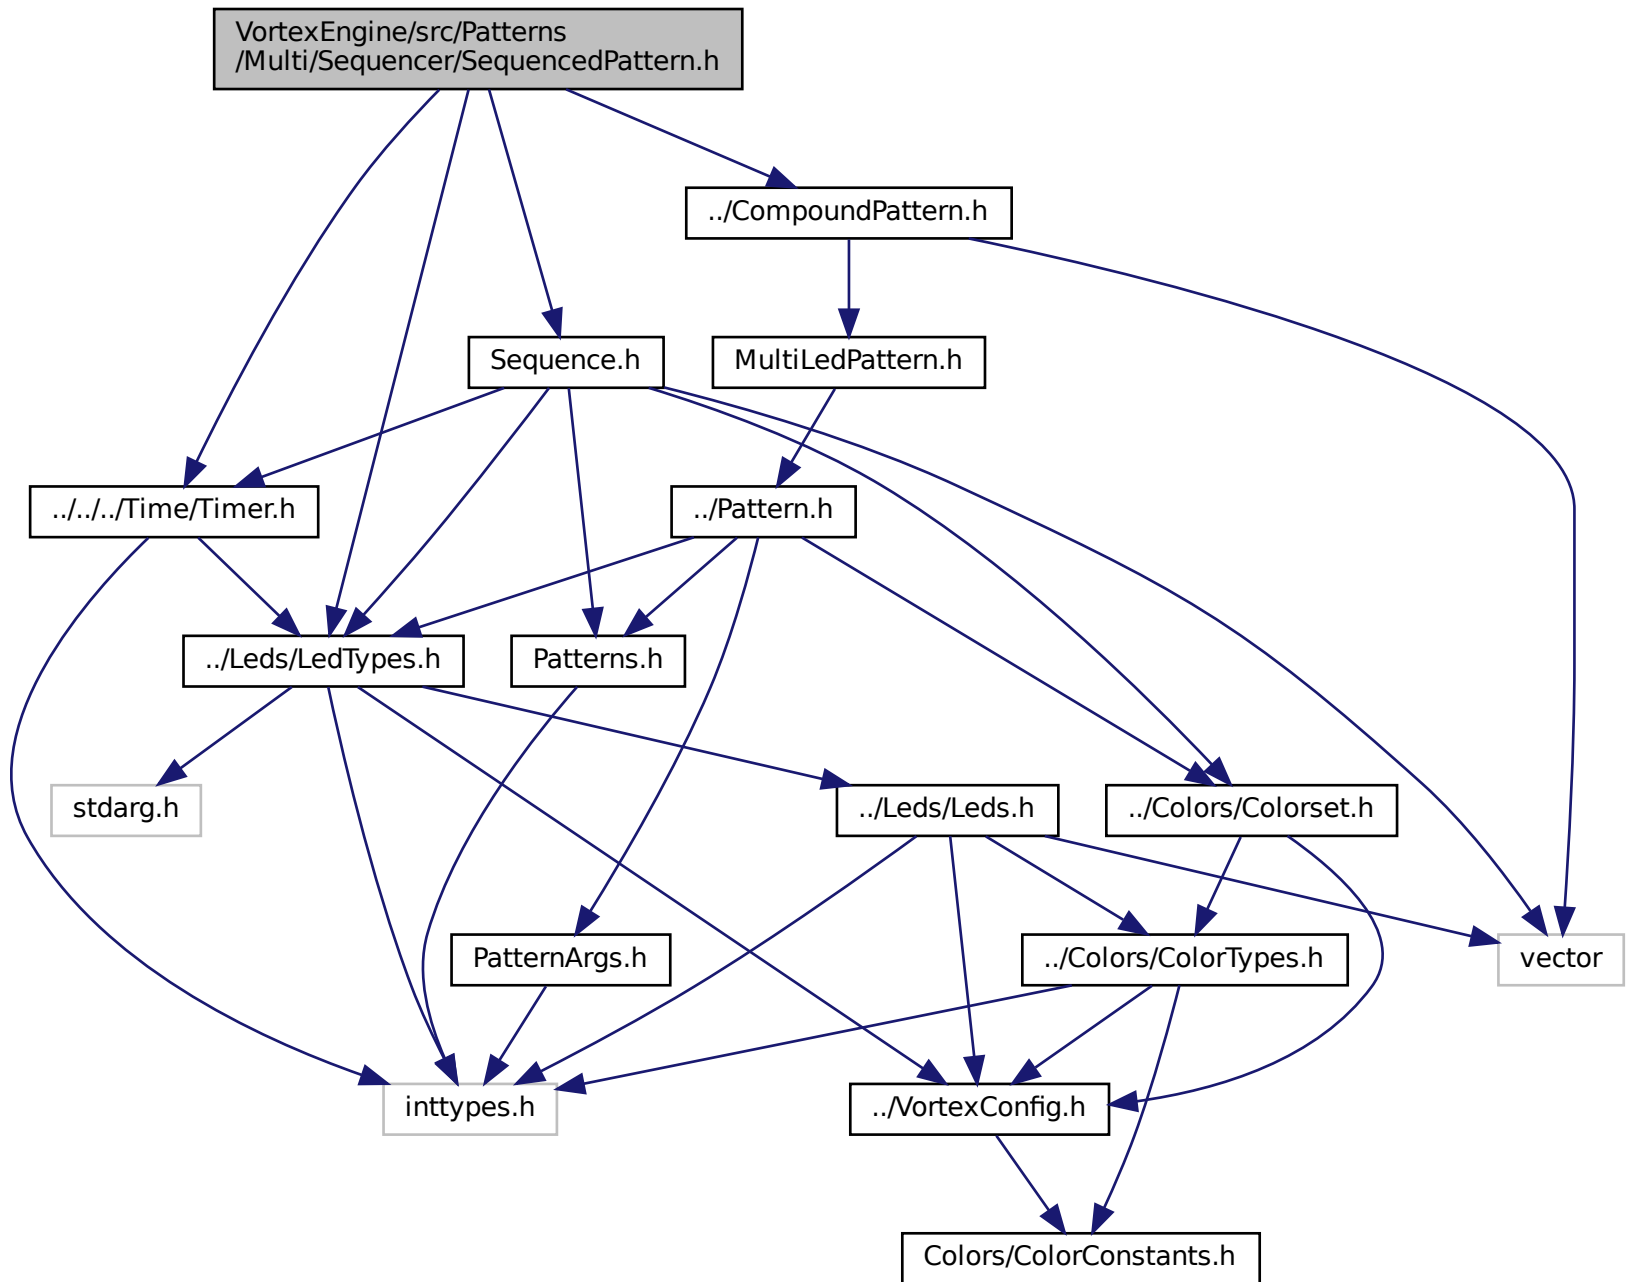 VortexEngine/src/Patterns
/Multi/Sequencer/SequencedPattern.h
../CompoundPattern.h
Sequence.h
MultiLedPattern.h
../../../Time/Timer.h
../Pattern.h
../Leds/LedTypes.h
Patterns.h
stdarg.h
../Leds/Leds.h
../Colors/Colorset.h
PatternArgs.h
../Colors/ColorTypes.h
vector
inttypes.h
../VortexConfig.h
Colors/ColorConstants.h